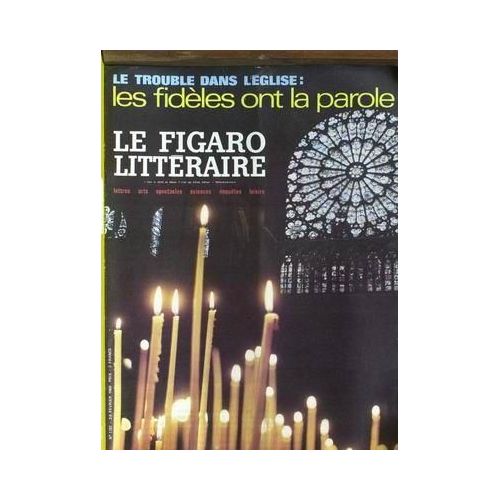 LE TROUBLE DANS L'ÉGLISE:
les fidèles ont la parole
LE FIGARO
LITTÉRAIRE
lettres arts spectacles sciences enquêtes loisirs